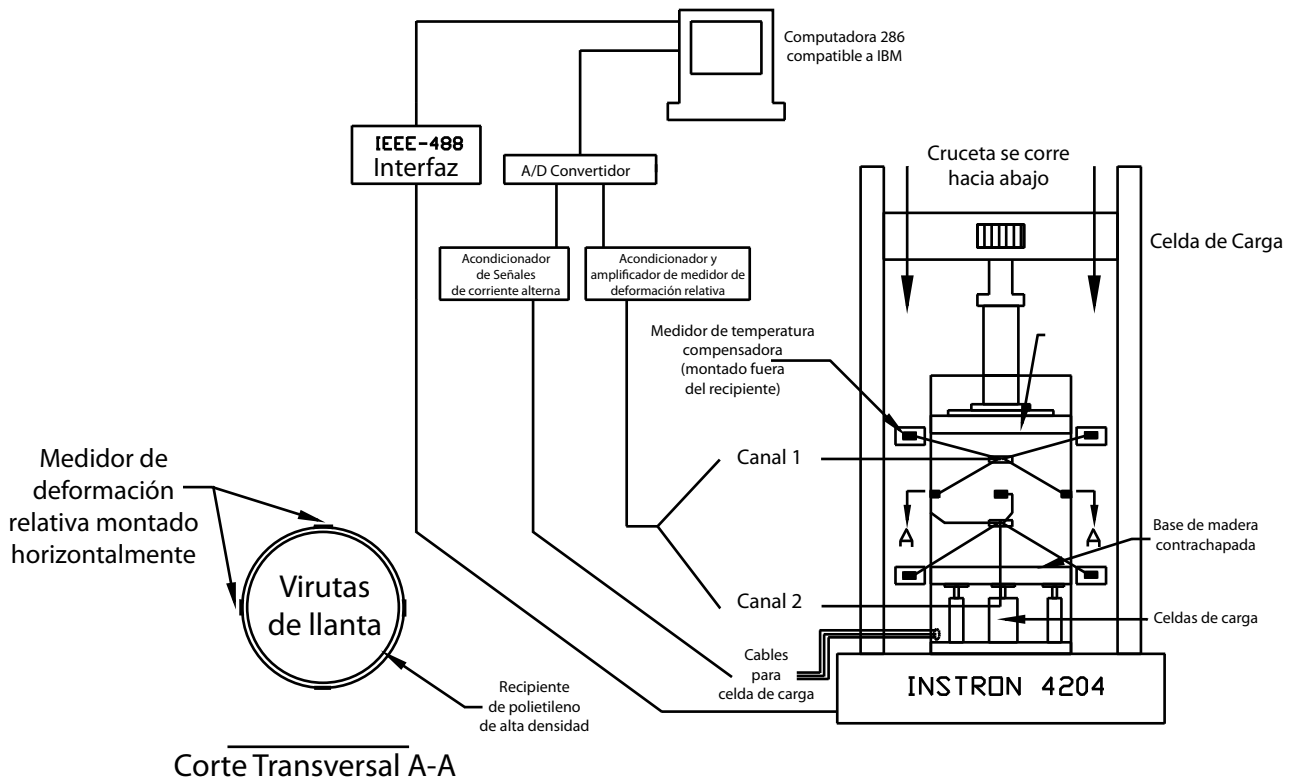 Computadora 286
compatible a IBM
IEEE-488
Interfaz
A/D Convertidor
Cruceta se corre
hacia abajo
Celda de Carga
Acondicionador
de Señales
de corriente alterna
Acondicionador y
amplificador de medidor de
deformación relativa
Medidor de temperatura
compensadora
(montado fuera
del recipiente)
Canal 1
Medidor de
deformación
relativa montado
horizontalmente
A
A
Base de madera
contrachapada
Virutas
de llanta
Canal 2
Celdas de carga
Cables
para
celda de carga
INSTRON 4204
Recipiente
de polietileno
de alta densidad
Corte Transversal A-A